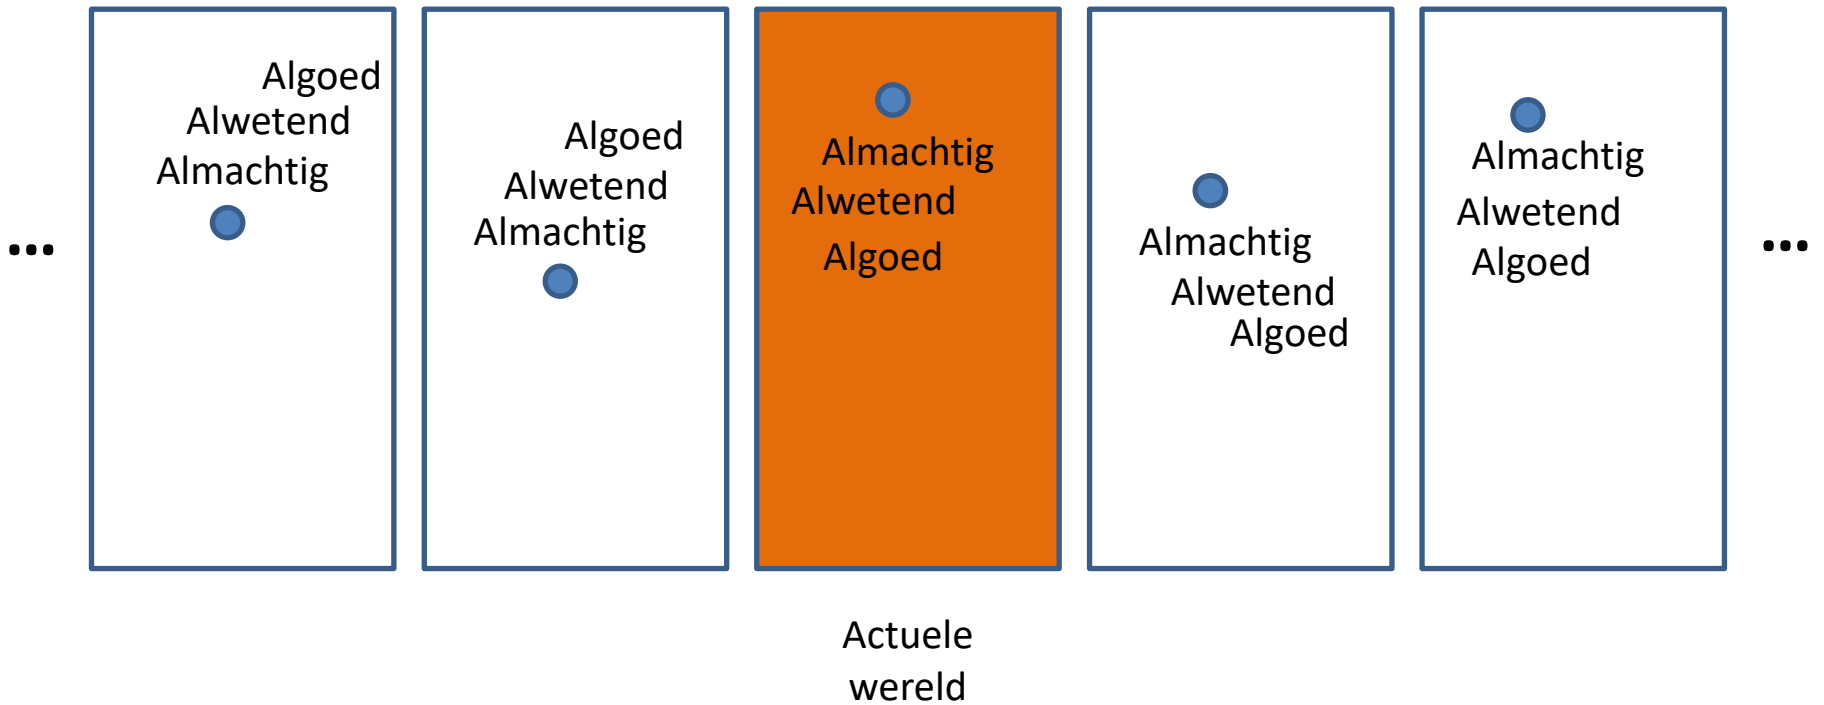 ...
Algoed
Alwetend
Almachtig
Algoed
Alwetend
Almachtig
Almachtig
Alwetend
Algoed
Almachtig
Alwetend
Algoed
Almachtig
Alwetend
Algoed
...
Actuele
wereld